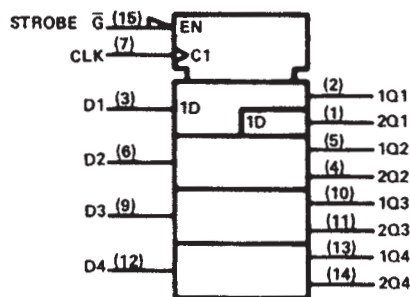 STROBE G̅ (15) EN
CLK (7) C1
D1 (3) 1D (2) 1Q1
1D (1) 2Q1
(5) 1Q2
D2 (6) (4) 2Q2
(10) 1Q3
D3 (9) (11) 2Q3
(13) 1Q4
D4 (12) (14) 2Q4